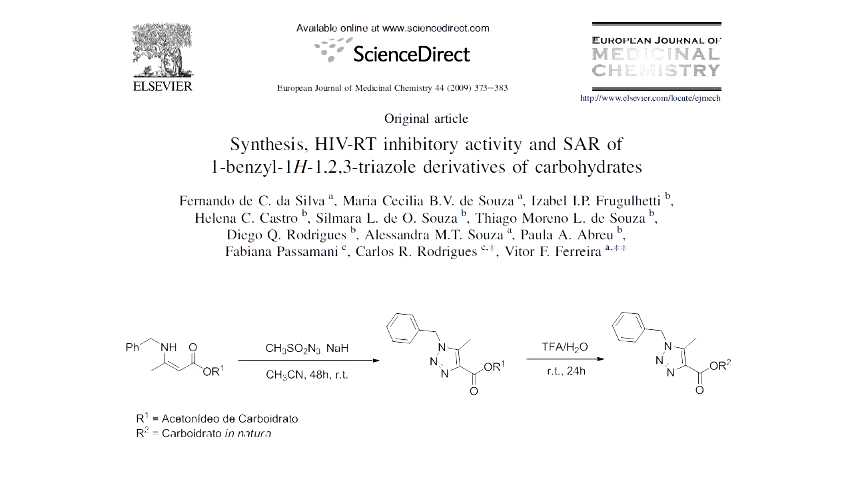 Available online at www.sciencedirect.com
ScienceDirect
ELSEVIER
European Journal of Medicinal Chemistry 44 (2009) 373–383
EUROPEAN JOURNAL OF
MEDICINAL
CHEMISTRY
http://www.elsevier.com/locate/ejmech
Original article
Synthesis, HIV-RT inhibitory activity and SAR of
1-benzyl-1H-1,2,3-triazole derivatives of carbohydrates
Fernando de C. da Silva a, Maria Cecilia B.V. de Souza a, Izabel I.P. Frugulhetti b,
Helena C. Castro b, Silmara L. de O. Souza b, Thiago Moreno L. de Souza b,
Diego Q. Rodrigues b, Alessandra M.T. Souza a, Paula A. Abreu b,
Fabiana Passamani c, Carlos R. Rodrigues c,*, Vitor F. Ferreira a,**
Ph NH O
OR1
CH3SO2N3, NaH
CH3CN, 48h, r.t.
N
N
N
OR1
O
TFA/H2O
r.t., 24h
N
N
N
OR2
O
R1 = Acetonídeo de Carboidrato
R2 = Carboidrato in natura